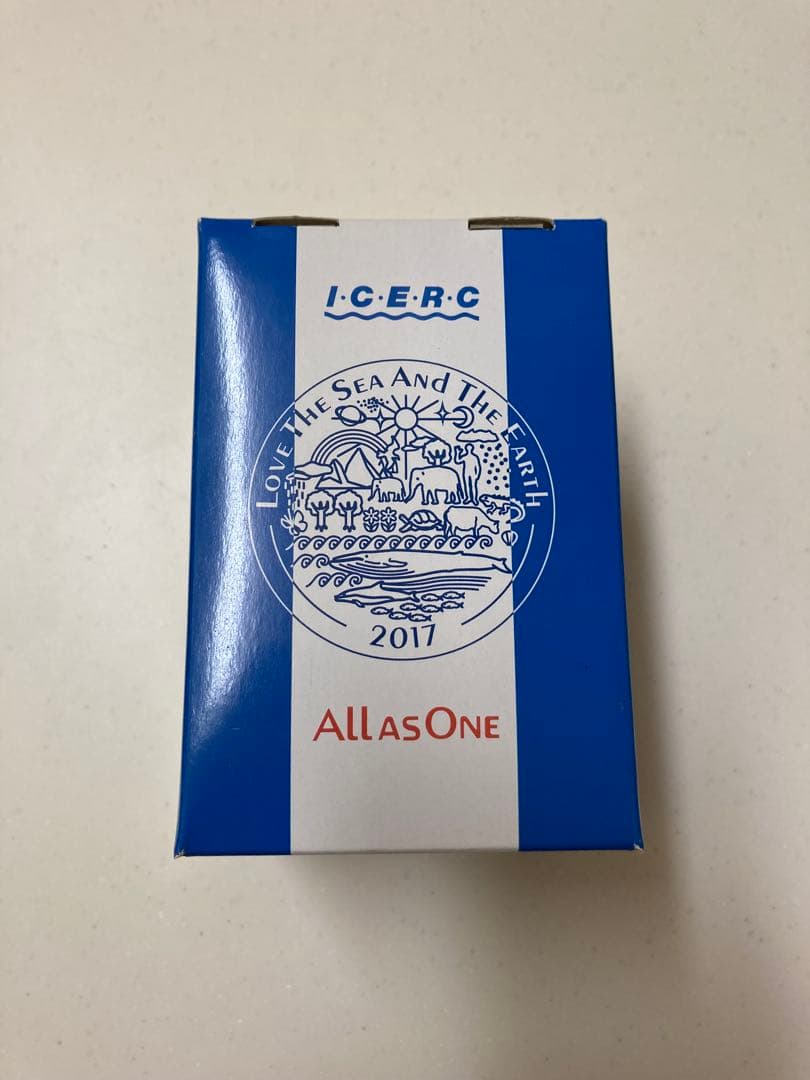 I·C·E·R·C
LOVE THE SEA AND THE EARTH
2017
ALL AS ONE